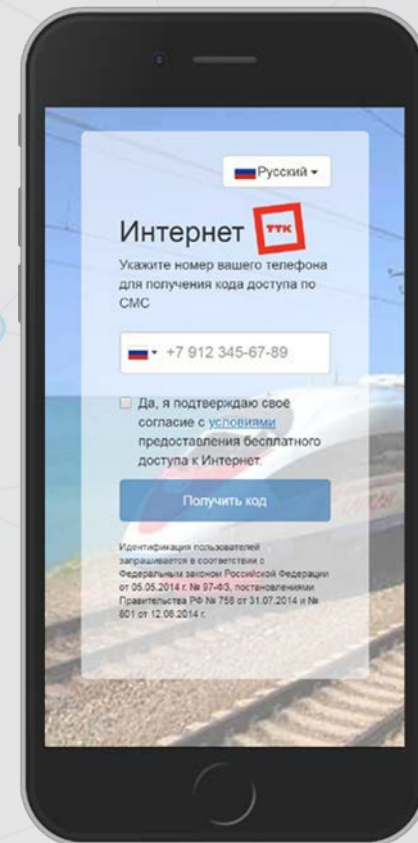 Русский
Интернет ТТК
Укажите номер вашего телефона
для получения кода доступа по
СМС
+7 912 345-67-89
Да, я подтверждаю своё
согласие с условиями
предоставления бесплатного
доступа к Интернет.
Получить код
Идентификация пользователей
запрашивается в соответствии с
Федеральным законом Российской Федерации
от 05.05.2014 г. № 97-ФЗ, постановлениями
Правительства РФ № 758 от 31.07.2014 и №
801 от 12.08.2014 г.